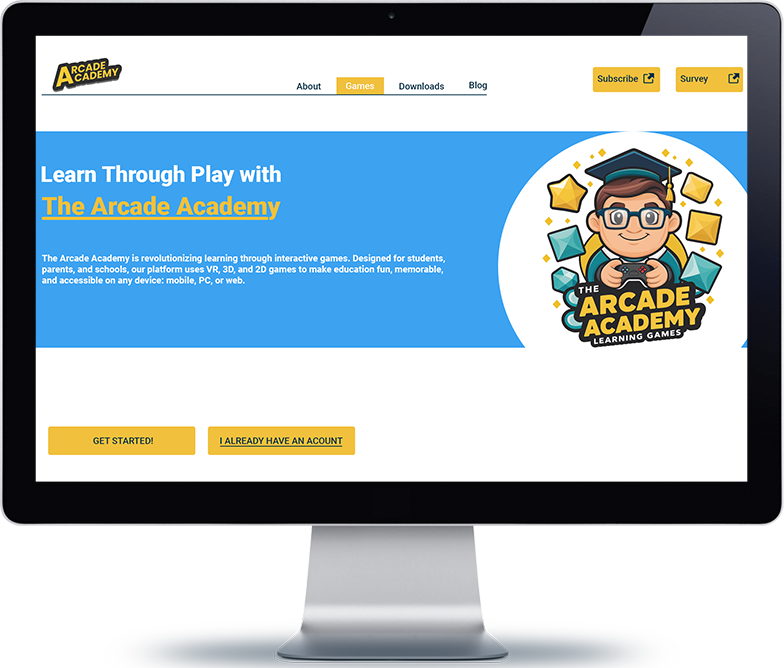 ARCADE
ACADEMY
About
Games
Downloads
Blog
Subscribe
Survey
Learn Through Play with
The Arcade Academy
The Arcade Academy is revolutionizing learning through interactive games. Designed for students,
parents, and schools, our platform uses VR, 3D, and 2D games to make education fun, memorable,
and accessible on any device: mobile, PC, or web.
THE
ARCADE
ACADEMY
LEARNING GAMES
GET STARTED!
I ALREADY HAVE AN ACOUNT